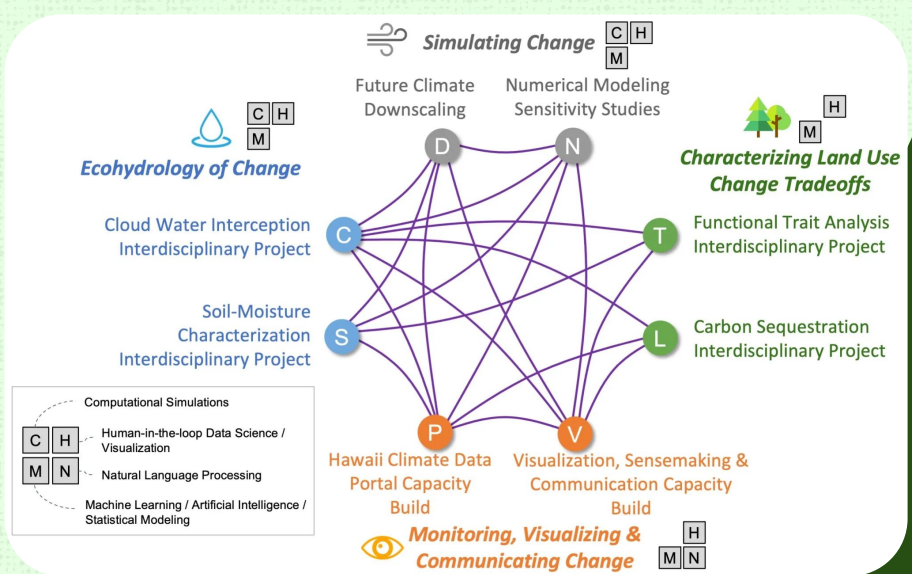 Simulating Change
C H
M
Future Climate
Downscaling
Numerical Modeling
Sensitivity Studies
C H
M
Ecohydrology of Change
H
M
Characterizing Land Use
Change Tradeoffs
D
N
Cloud Water Interception
Interdisciplinary Project
C
T
Functional Trait Analysis
Interdisciplinary Project
Soil-Moisture
Characterization
Interdisciplinary Project
S
L
Carbon Sequestration
Interdisciplinary Project
P
V
Hawaii Climate Data
Portal Capacity
Build
Visualization, Sensemaking &
Communication Capacity
Build
Monitoring, Visualizing &
Communicating Change
H
M N
Computational Simulations
C H
Human-in-the-loop Data Science /
Visualization
M N
Natural Language Processing
Machine Learning / Artificial Intelligence /
Statistical Modeling